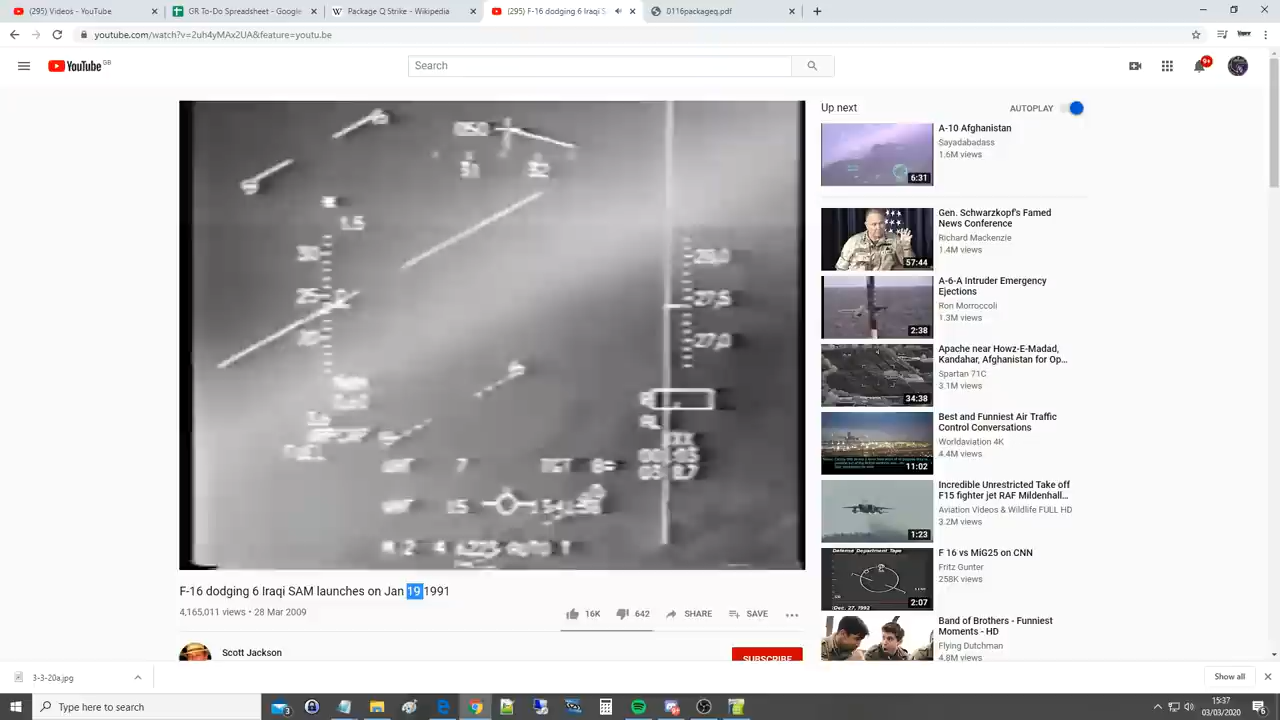 (295) Videos - YouTube
GR To-Do Spreadsheet - Google S
Package Q Strike - Wikipedia
(295) F-16 dodging 6 Iraqi S
0116packageq.pdf
youtube.com/watch?v=2uh4yMAx2UA&feature=youtu.be
YouTube GB
Search
9+
Up next
AUTOPLAY
A-10 Afghanistan
Sayadabadass
1.6M views
6:31
Gen. Schwarzkopf's Famed
News Conference
Richard Mackenzie
1.4M views
57:44
A-6-A Intruder Emergency
Ejections
Ron Morroccoli
1.3M views
2:38
Apache near Howz-E-Madad,
Kandahar, Afghanistan for Op...
Spartan 71C
3.1M views
34:38
Best and Funniest Air Traffic
Control Conversations
Worldaviation 4K
4.4M views
11:02
Incredible Unrestricted Take off
F15 fighter jet RAF Mildenhall...
Aviation Videos & Wildlife FULL HD
3.2M views
1:23
F 16 vs MiG25 on CNN
Fritz Gunter
258K views
Defense Department Tape
Dec. 27, 1992
2:07
Band of Brothers - Funniest
Moments - HD
Flying Dutchman
4.8M views
F-16 dodging 6 Iraqi SAM launches on Jan 19 1991
4,165,011 views • 28 Mar 2009
16K
642
SHARE
SAVE
Scott Jackson
SUBSCRIBE
3-3-20a.jpg
Show all
Type here to search
15:37
03/03/2020